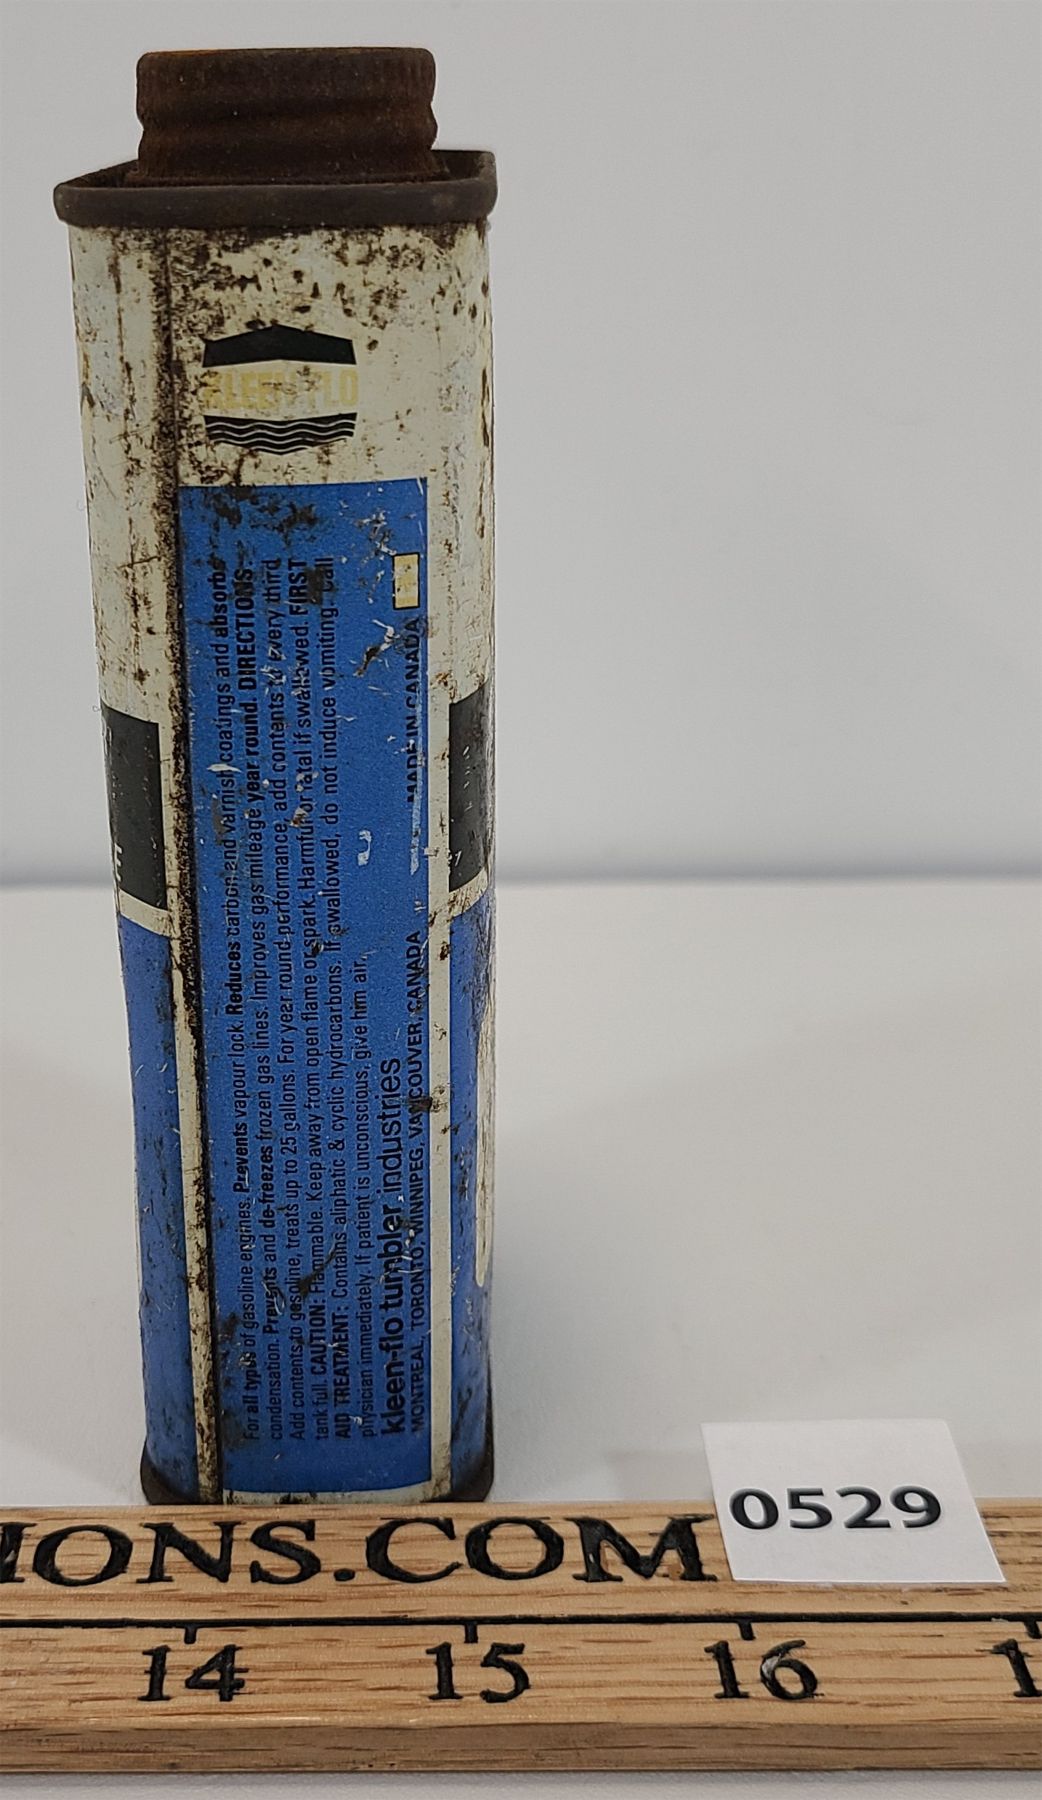 KLEEN-FLO
For all types of gasoline engines. Prevents vapour lock. Reduces carbon and varnish coatings and absorbs
condensation. Prevents and de-freezes frozen gas lines. Improves gas mileage year round. DIRECTIONS:
Add contents to gasoline, treats up to 25 gallons. For year round performance, add contents to every third
tank full. CAUTION: Flammable. Keep away from open flame or spark. Harmful or fatal if swallowed. FIRST
AID TREATMENT: Contains aliphatic & cyclic hydrocarbons. If swallowed, do not induce vomiting. Call
physician immediately. If patient is unconscious, give him air.
kleen-flo tumbler industries
MONTREAL, TORONTO, WINNIPEG, VANCOUVER, CANADA MADE IN CANADA
0529
IONS.COM
14 15 16